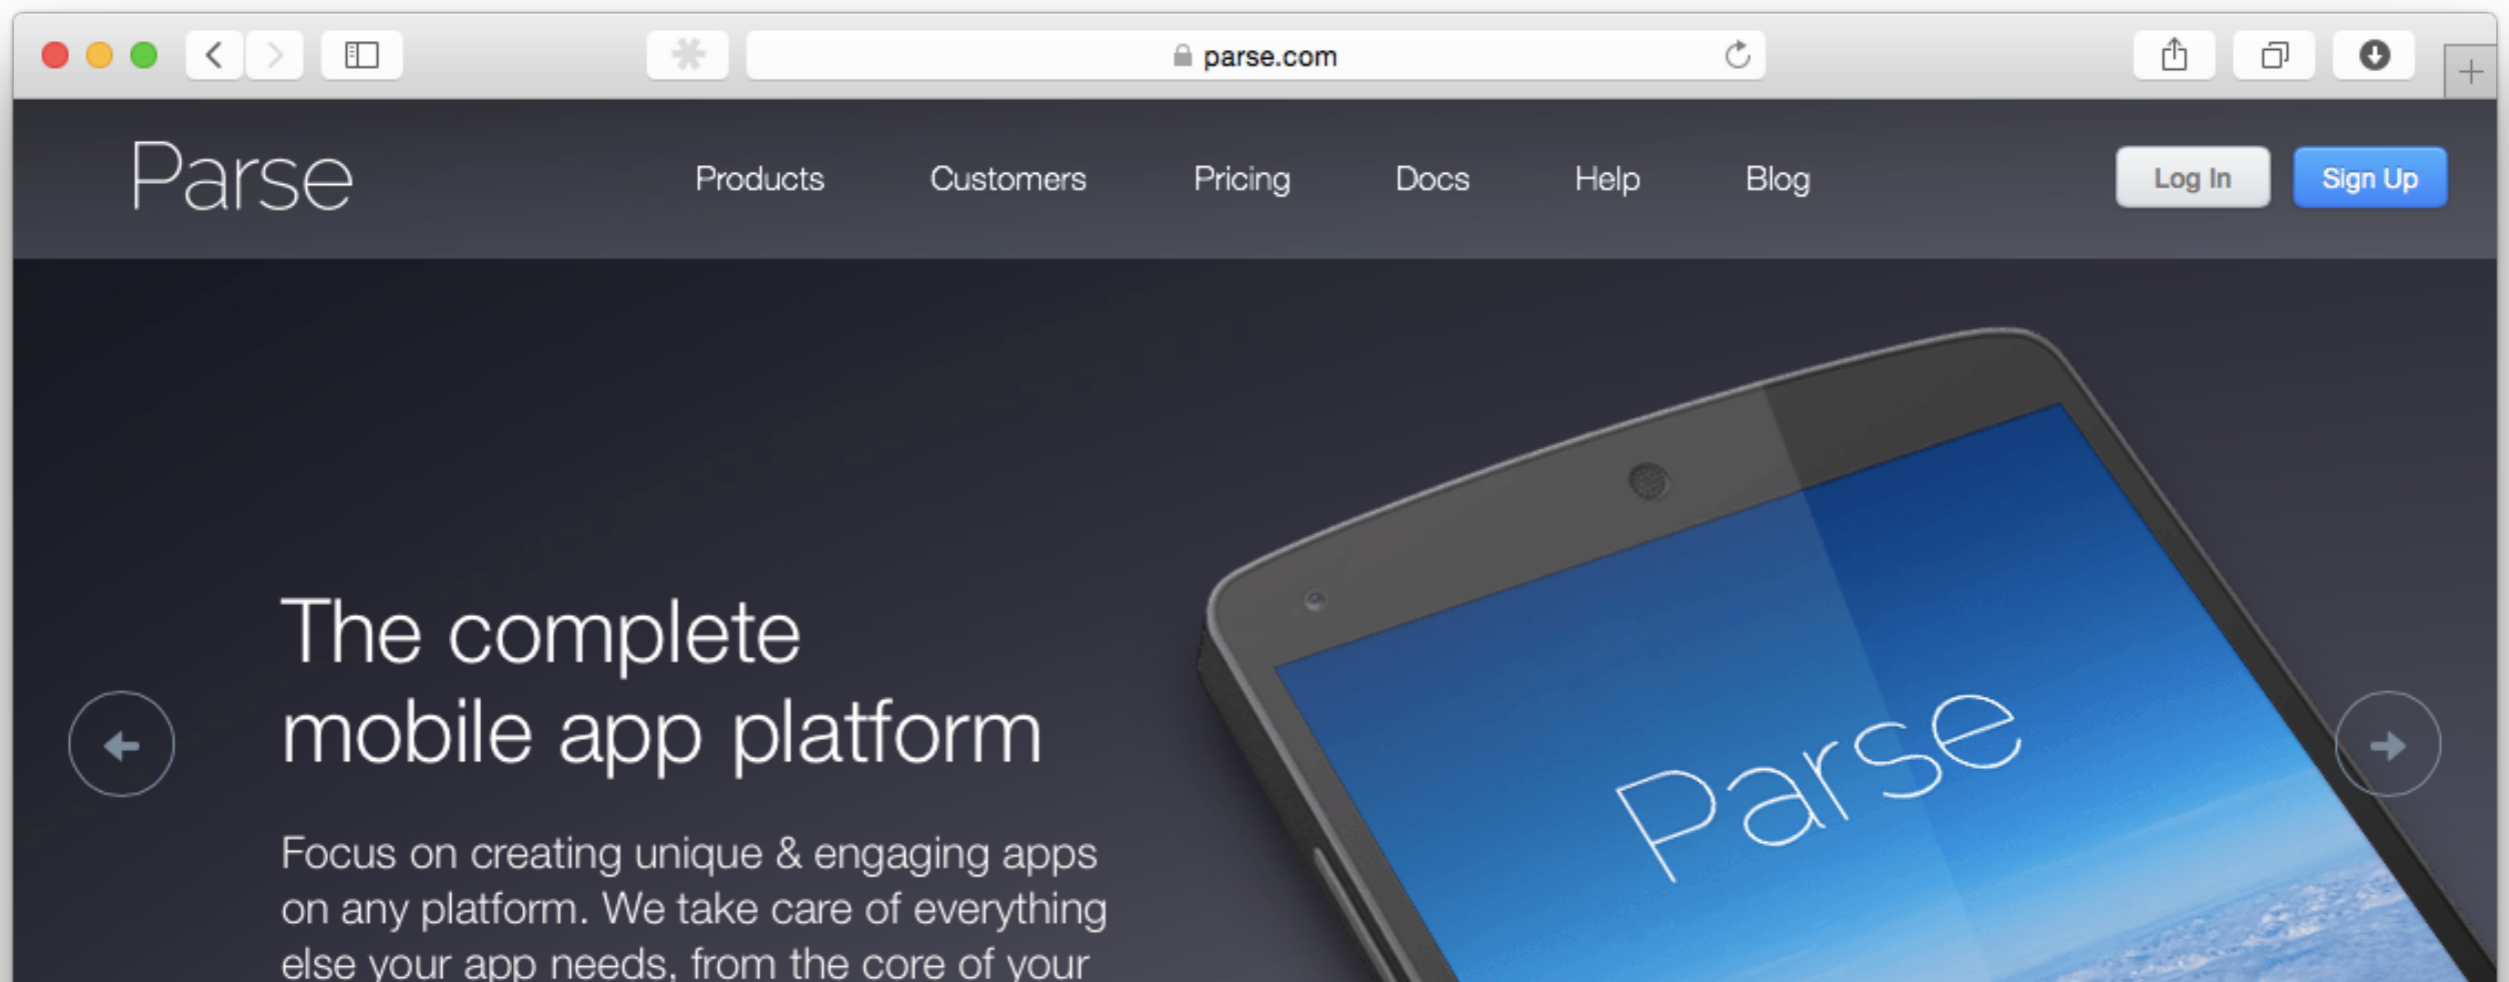 parse.com
Parse
Products
Customers
Pricing
Docs
Help
Blog
Log In
Sign Up
The complete
mobile app platform
Focus on creating unique & engaging apps
on any platform. We take care of everything
else your app needs, from the core of your
Parse